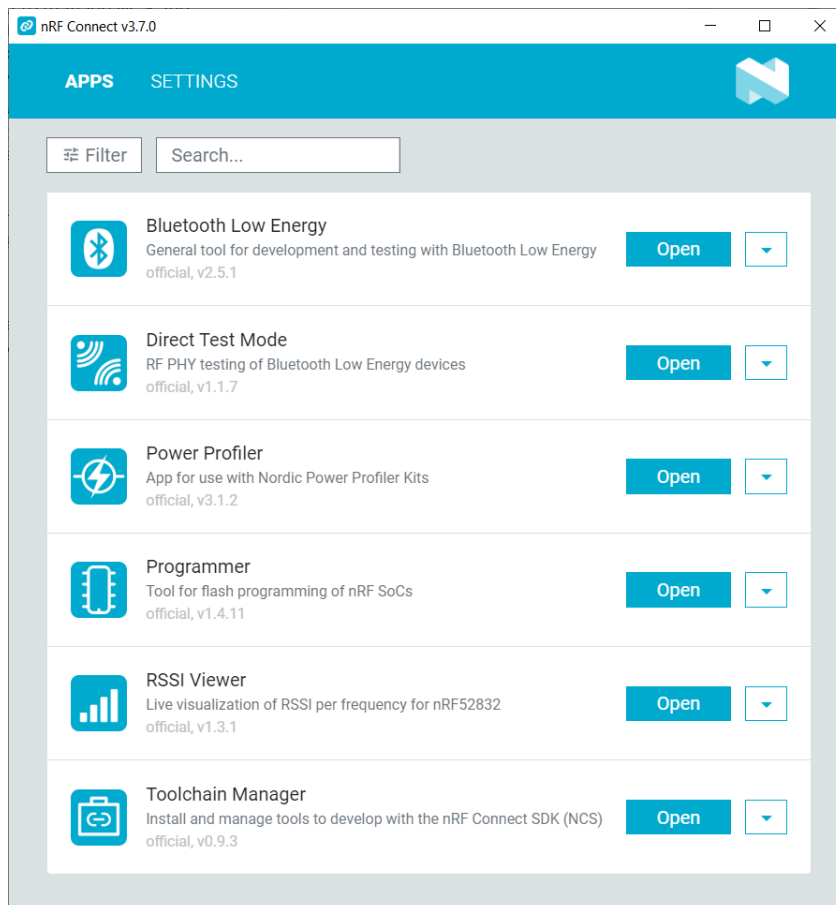 nRF Connect v3.7.0
APPS SETTINGS
Filter Search...
Bluetooth Low Energy
General tool for development and testing with Bluetooth Low Energy
official, v2.5.1
Open
Direct Test Mode
RF PHY testing of Bluetooth Low Energy devices
official, v1.1.7
Open
Power Profiler
App for use with Nordic Power Profiler Kits
official, v3.1.2
Open
Programmer
Tool for flash programming of nRF SoCs
official, v1.4.11
Open
RSSI Viewer
Live visualization of RSSI per frequency for nRF52832
official, v1.3.1
Open
Toolchain Manager
Install and manage tools to develop with the nRF Connect SDK (NCS)
official, v0.9.3
Open